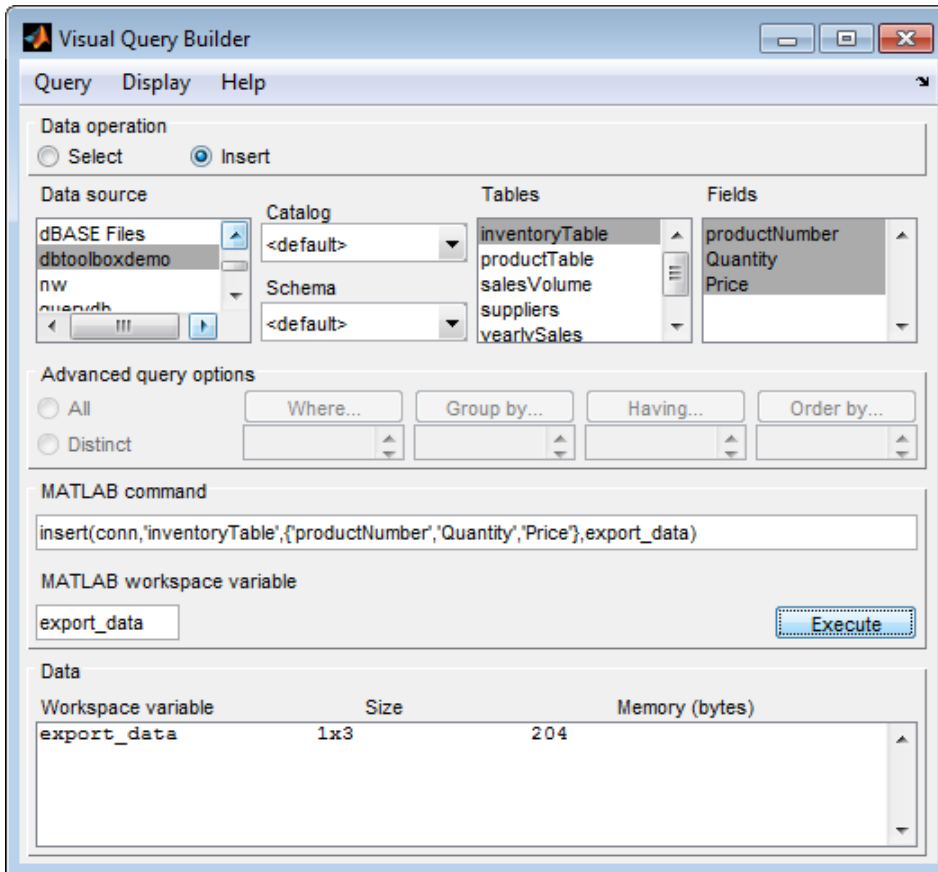 Visual Query Builder
Query Display Help
Data operation
Select Insert
Data source
dBASE Files
dbtoolboxdemo
nw
querydb
Catalog
<default>
Schema
<default>
Tables
inventoryTable
productTable
salesVolume
suppliers
yearlySales
Fields
productNumber
Quantity
Price
Advanced query options
All
Distinct
Where... Group by... Having... Order by...
MATLAB command
insert(conn,'inventoryTable',{'productNumber','Quantity','Price'},export_data)
MATLAB workspace variable
export_data
Execute
Data
Workspace variable Size Memory (bytes)
export_data 1x3 204